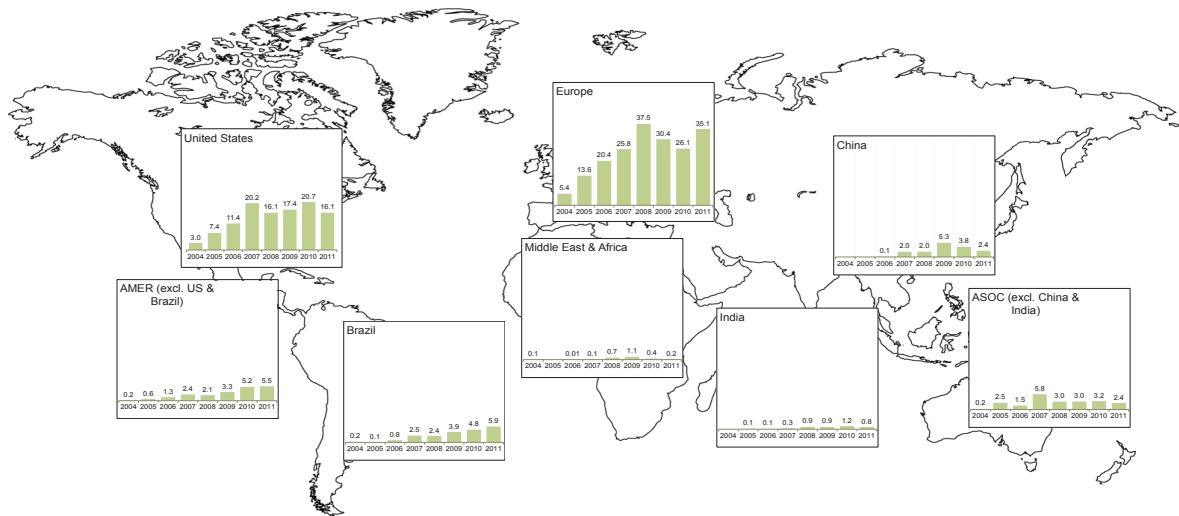 Europe
37.5
35.1
30.4
25.8
26.1
20.4
13.6
5.4
2004 2005 2006 2007 2008 2009 2010 2011
United States
20.2
20.7
16.1
17.4
16.1
11.4
7.4
3.0
2004 2005 2006 2007 2008 2009 2010 2011
China
0.1 2.0 2.0 5.3 3.8 2.4
2004 2005 2006 2007 2008 2009 2010 2011
Middle East & Africa
0.1 0.01 0.1 0.7 1.1 0.4 0.2
2004 2005 2006 2007 2008 2009 2010 2011
AMER (excl. US &
Brazil)
0.2 0.6 1.3 2.4 2.1 3.3 5.2 5.5
2004 2005 2006 2007 2008 2009 2010 2011
ASOC (excl. China &
India)
0.2 2.5 1.5 5.8 3.0 3.0 3.2 2.4
2004 2005 2006 2007 2008 2009 2010 2011
India
0.1 0.1 0.3 0.9 0.9 1.2 0.8
2004 2005 2006 2007 2008 2009 2010 2011
Brazil
0.2 0.1 0.8 2.5 2.4 3.9 4.8 5.9
2004 2005 2006 2007 2008 2009 2010 2011